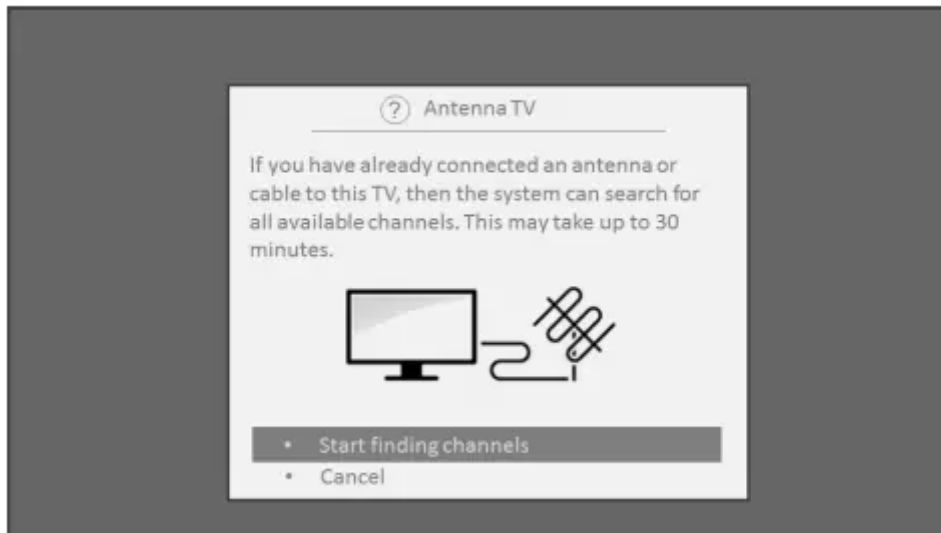 ? Antenna TV
If you have already connected an antenna or
cable to this TV, then the system can search for
all available channels. This may take up to 30
minutes.
• Start finding channels
• Cancel